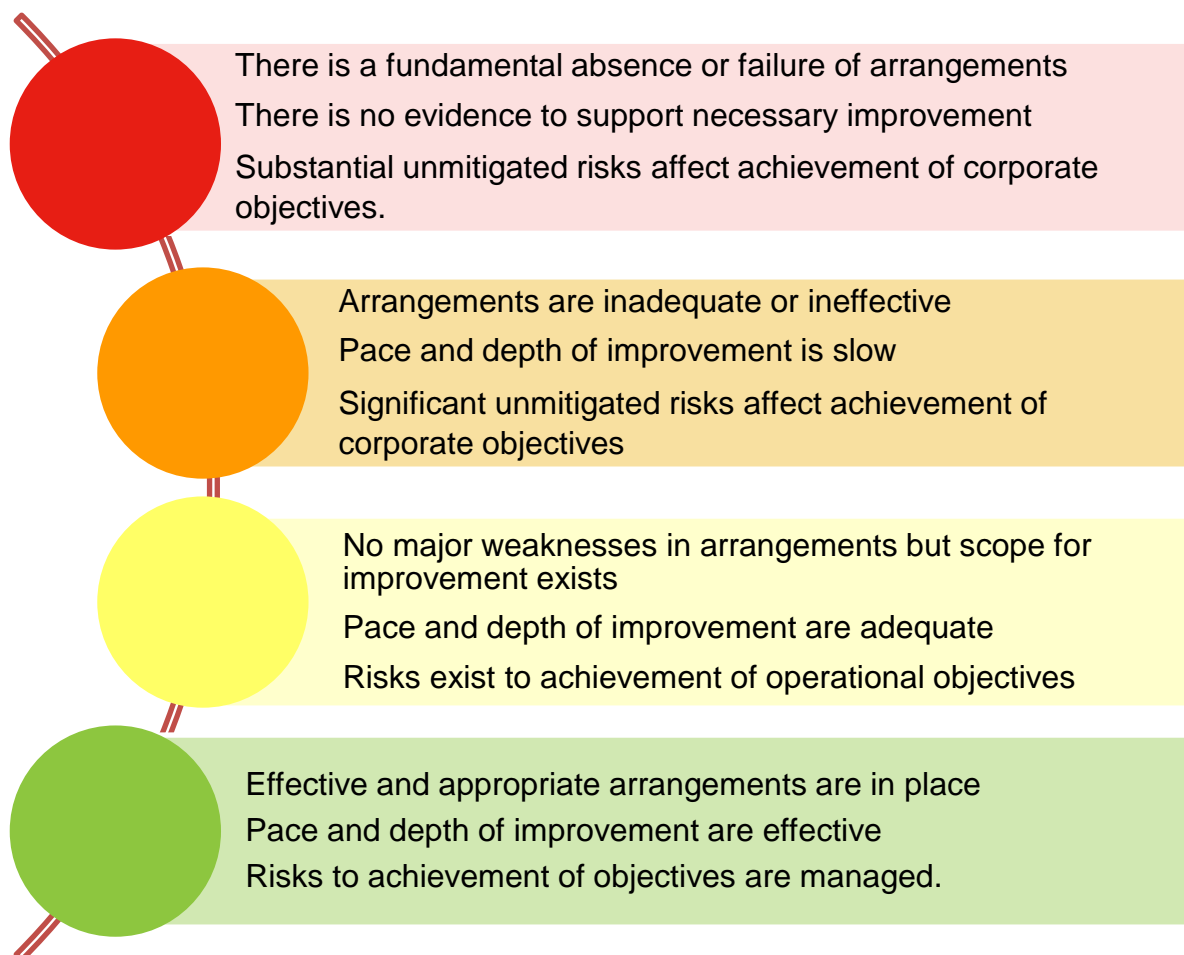 There is a fundamental absence or failure of arrangements
There is no evidence to support necessary improvement
Substantial unmitigated risks affect achievement of corporate
objectives.
Arrangements are inadequate or ineffective
Pace and depth of improvement is slow
Significant unmitigated risks affect achievement of
corporate objectives
No major weaknesses in arrangements but scope for
improvement exists
Pace and depth of improvement are adequate
Risks exist to achievement of operational objectives
Effective and appropriate arrangements are in place
Pace and depth of improvement are effective
Risks to achievement of objectives are managed.